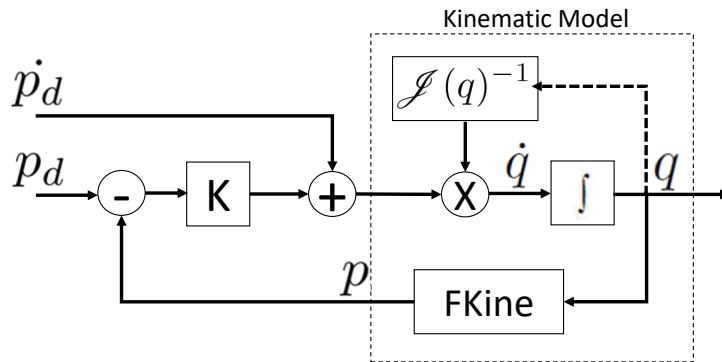 Kinematic Model
ṗ_d
𝒥(q)⁻¹
p_d
-
K
+
X
q̇
∫
q
p
FKine